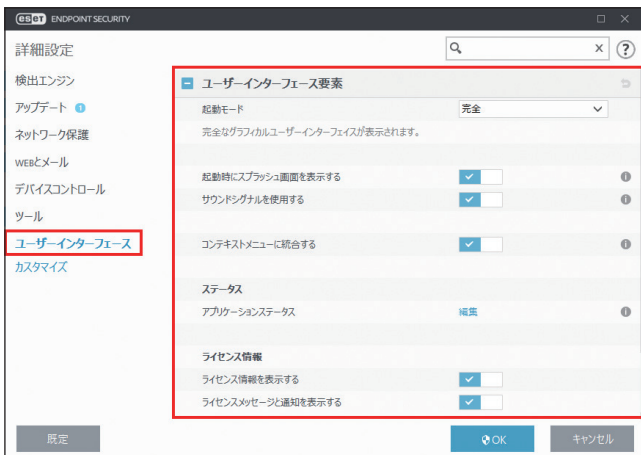 eset ENDPOINT SECURITY
詳細設定
検出エンジン
アップデート 1
ネットワーク保護
WEBとメール
デバイスコントロール
ツール
ユーザーインターフェース
カスタマイズ
ユーザーインターフェース要素
起動モード 完全
完全なグラフィカルユーザーインターフェイスが表示されます。
起動時にスプラッシュ画面を表示する
サウンドシグナルを使用する
コンテキストメニューに統合する
ステータス
アプリケーションステータス 編集
ライセンス情報
ライセンス情報を表示する
ライセンスメッセージと通知を表示する
既定 OK キャンセル